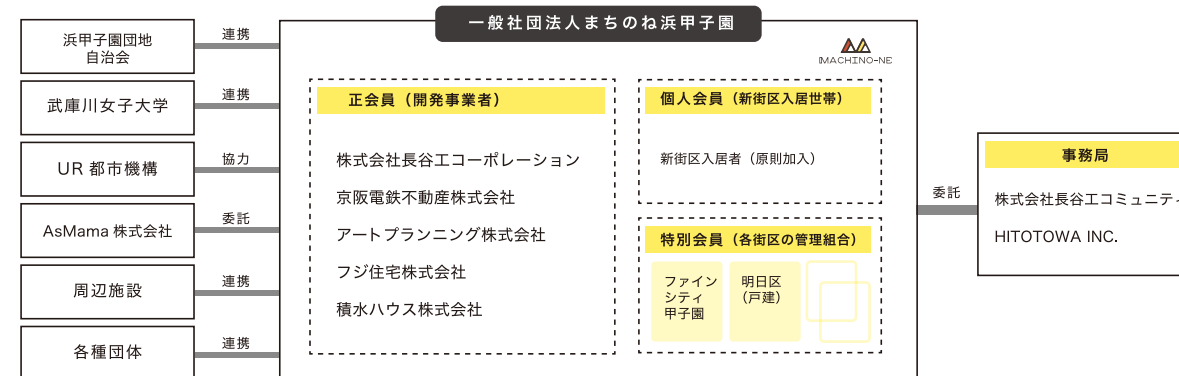 一般社団法人まちのね浜甲子園
MACHINO-NE
浜甲子園団地
自治会
連携
武庫川女子大学
連携
UR 都市機構
協力
AsMama 株式会社
委託
周辺施設
連携
各種団体
連携
正会員（開発事業者）
株式会社長谷工コーポレーション
京阪電鉄不動産株式会社
アートプランニング株式会社
フジ住宅株式会社
積水ハウス株式会社
個人会員（新街区入居世帯）
新街区入居者（原則加入）
特別会員（各街区の管理組合）
ファイン
シティ
甲子園
明日区
（戸建）
委託
事務局
株式会社長谷工コミュニティ
HITOTOWA INC.